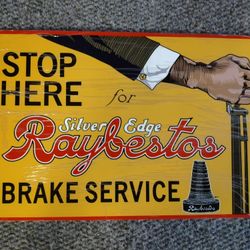 STOP
HERE
for
Silver Edge
Raybestos
BRAKE SERVICE
Raybestos